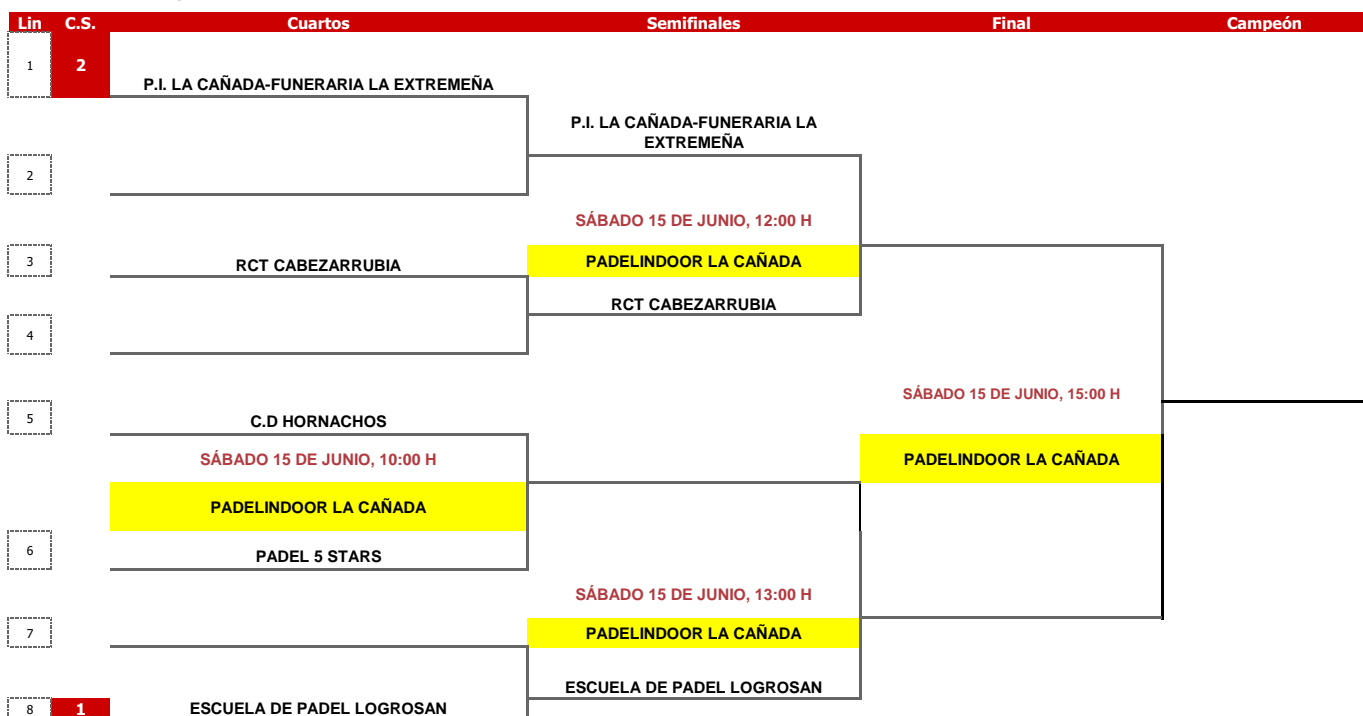 Lin C.S. Cuartos Semifinales Final Campeón
1 2
P.I. LA CAÑADA-FUNERARIA LA EXTREMEÑA
P.I. LA CAÑADA-FUNERARIA LA
EXTREMEÑA
2
SÁBADO 15 DE JUNIO, 12:00 H
3 RCT CABEZARRUBIA PADELINDOOR LA CAÑADA
RCT CABEZARRUBIA
4
SÁBADO 15 DE JUNIO, 15:00 H
5 C.D HORNACHOS
SÁBADO 15 DE JUNIO, 10:00 H PADELINDOOR LA CAÑADA
PADELINDOOR LA CAÑADA
6 PADEL 5 STARS
SÁBADO 15 DE JUNIO, 13:00 H
7 PADELINDOOR LA CAÑADA
ESCUELA DE PADEL LOGROSAN
8 1 ESCUELA DE PADEL LOGROSAN